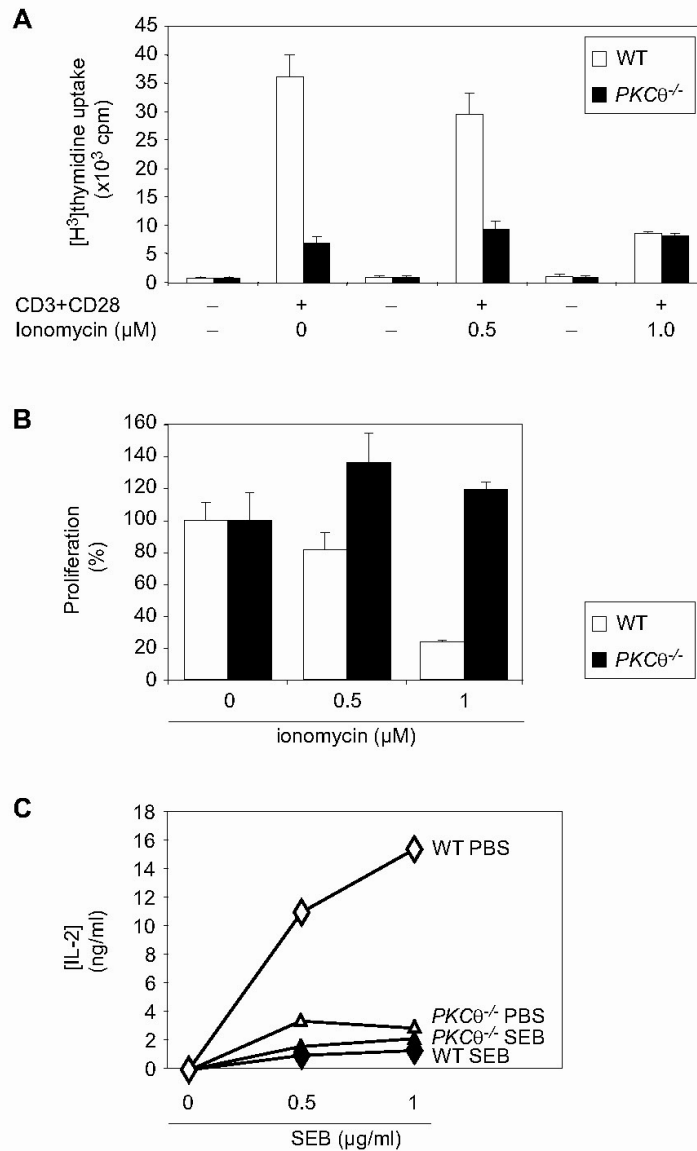 A
[H³]thymidine uptake
(x10³ cpm)
45
40
35
30
25
20
15
10
5
0
WT
PKCθ-/-
CD3+CD28 – + – + – +
Ionomycin (µM) – 0 – 0.5 – 1.0
B
Proliferation
(%)
160
140
120
100
80
60
40
20
0
0 0.5 1
ionomycin (µM)
WT
PKCθ-/-
C
[IL-2]
(ng/ml)
18
16
14
12
10
8
6
4
2
0
WT PBS
PKCθ-/- PBS
PKCθ-/- SEB
WT SEB
0 0.5 1
SEB (µg/ml)